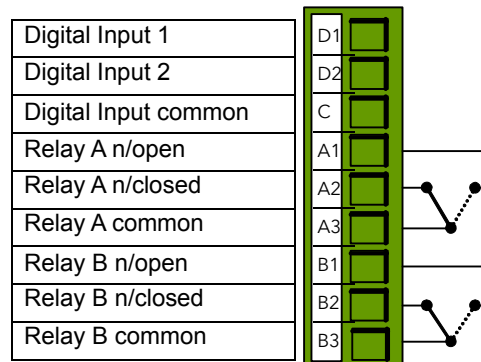 Digital Input 1 D1
Digital Input 2 D2
Digital Input common C
Relay A n/open A1
Relay A n/closed A2
Relay A common A3
Relay B n/open B1
Relay B n/closed B2
Relay B common B3